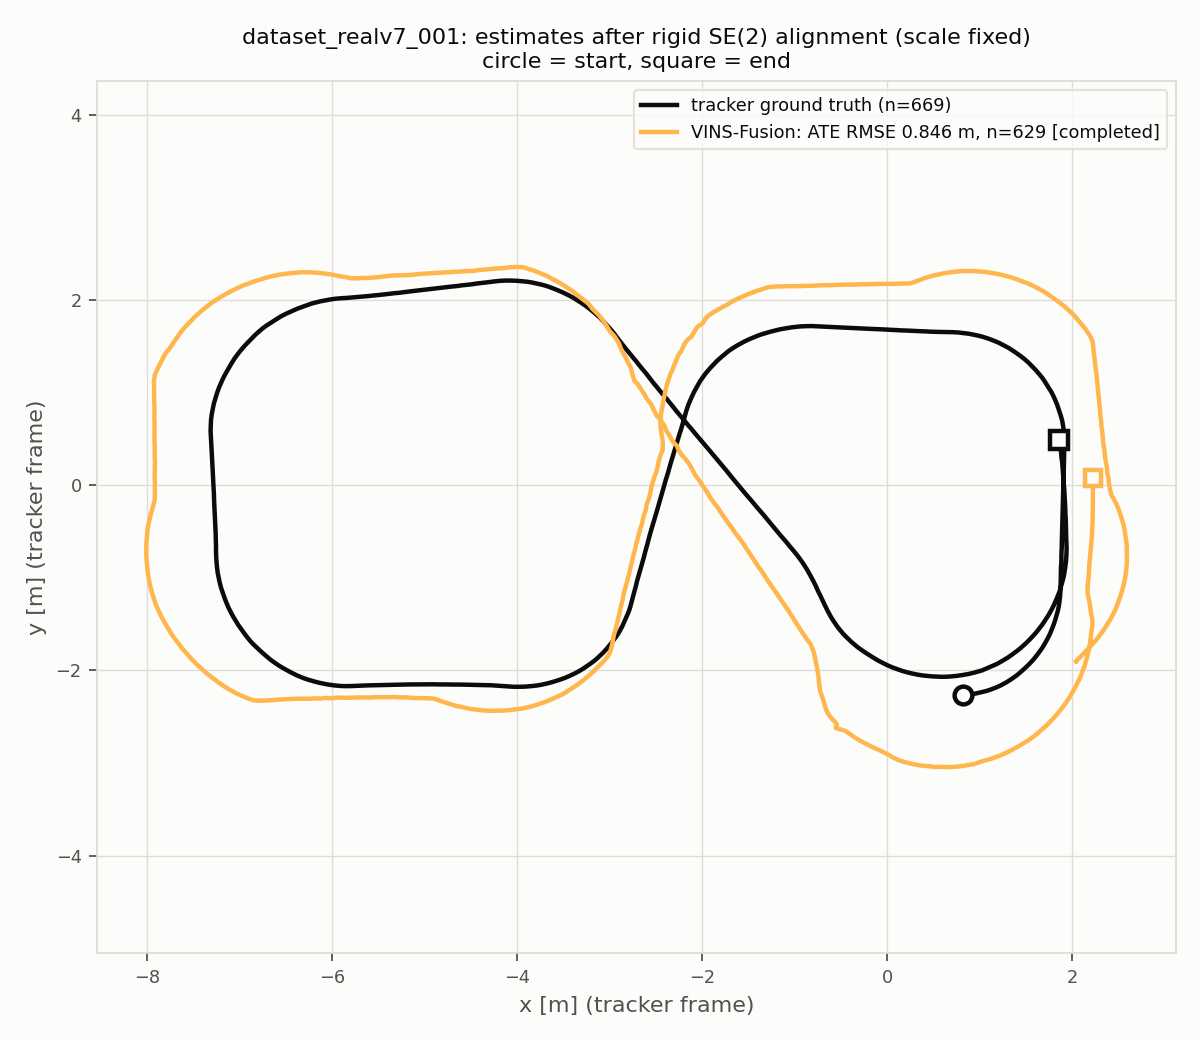 dataset_realv7_001: estimates after rigid SE(2) alignment (scale fixed)
circle = start, square = end
tracker ground truth (n=669)
VINS-Fusion: ATE RMSE 0.846 m, n=629 [completed]
4
2
0
−2
−4
y [m] (tracker frame)
−8
−6
−4
−2
0
2
x [m] (tracker frame)